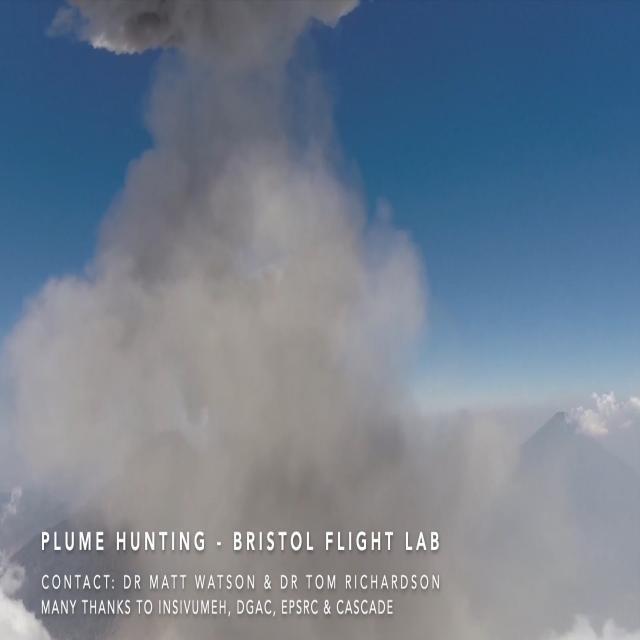 PLUME HUNTING - BRISTOL FLIGHT LAB
CONTACT: DR MATT WATSON & DR TOM RICHARDSON
MANY THANKS TO INSIVUMEH, DGAC, EPSRC & CASCADE